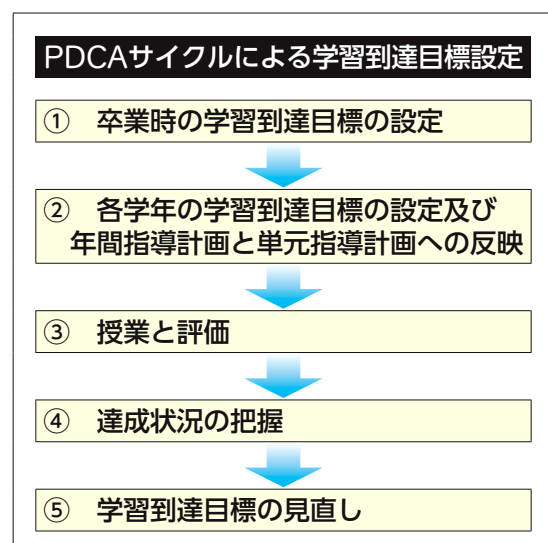 PDCAサイクルによる学習到達目標設定
① 卒業時の学習到達目標の設定
② 各学年の学習到達目標の設定及び
年間指導計画と単元指導計画への反映
③ 授業と評価
④ 達成状況の把握
⑤ 学習到達目標の見直し